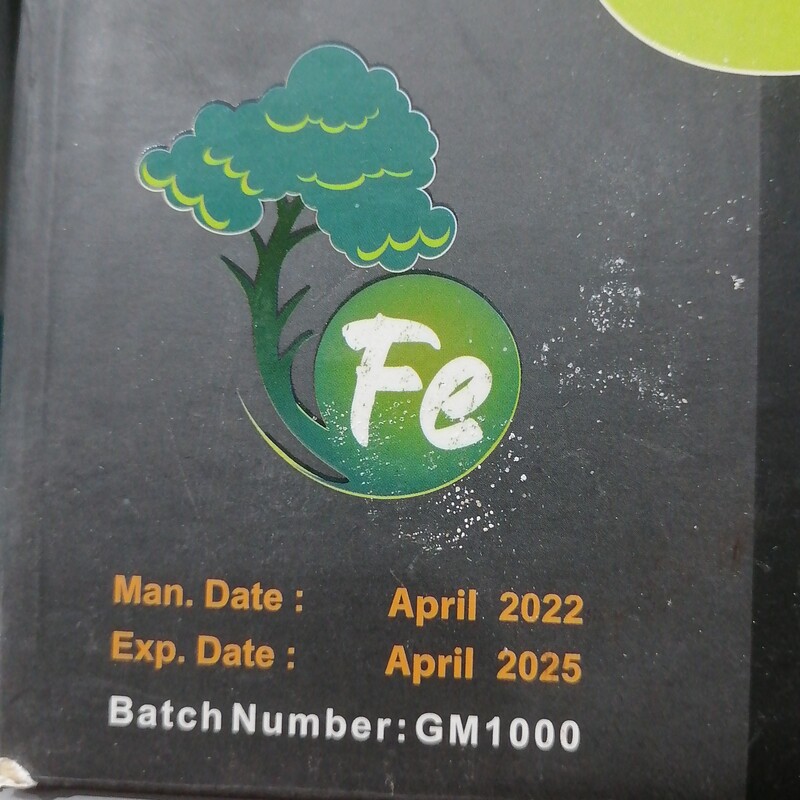 Fe
Man. Date : April 2022
Exp. Date : April 2025
Batch Number: GM1000